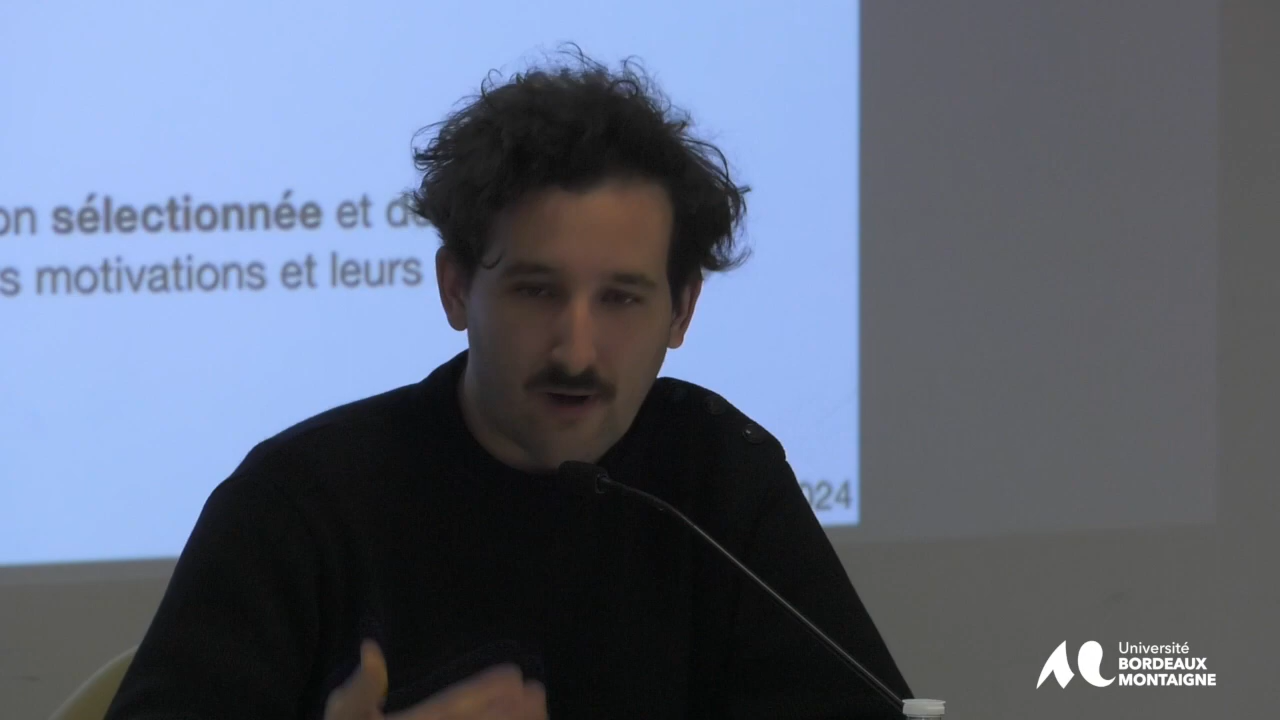 on sélectionnée et
s motivations et leurs
024
Université
BORDEAUX
MONTAIGNE